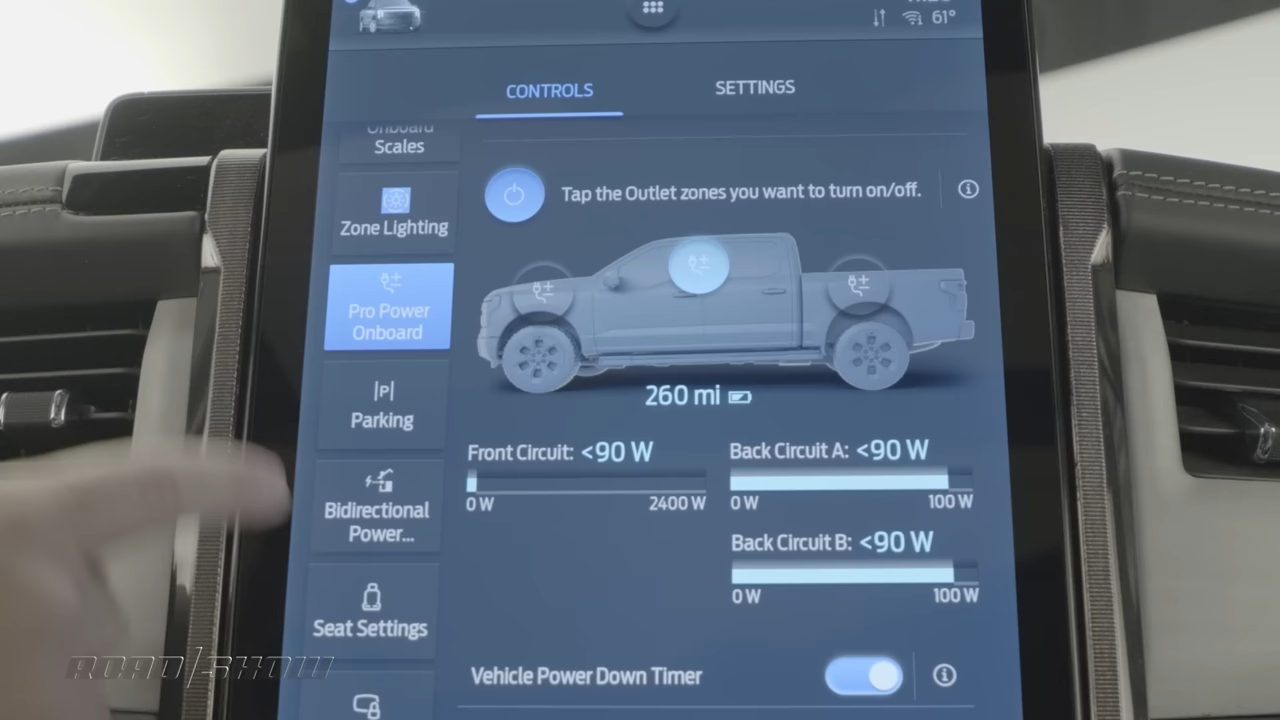 61°
CONTROLS
SETTINGS
Onboard
Scales
Tap the Outlet zones you want to turn on/off.
Zone Lighting
Pro Power
Onboard
260 mi
Parking
Front Circuit: <90 W
0 W
2400 W
Back Circuit A: <90 W
0 W
100 W
Bidirectional
Power...
Back Circuit B: <90 W
0 W
100 W
Seat Settings
Vehicle Power Down Timer
ROAD/SHOW